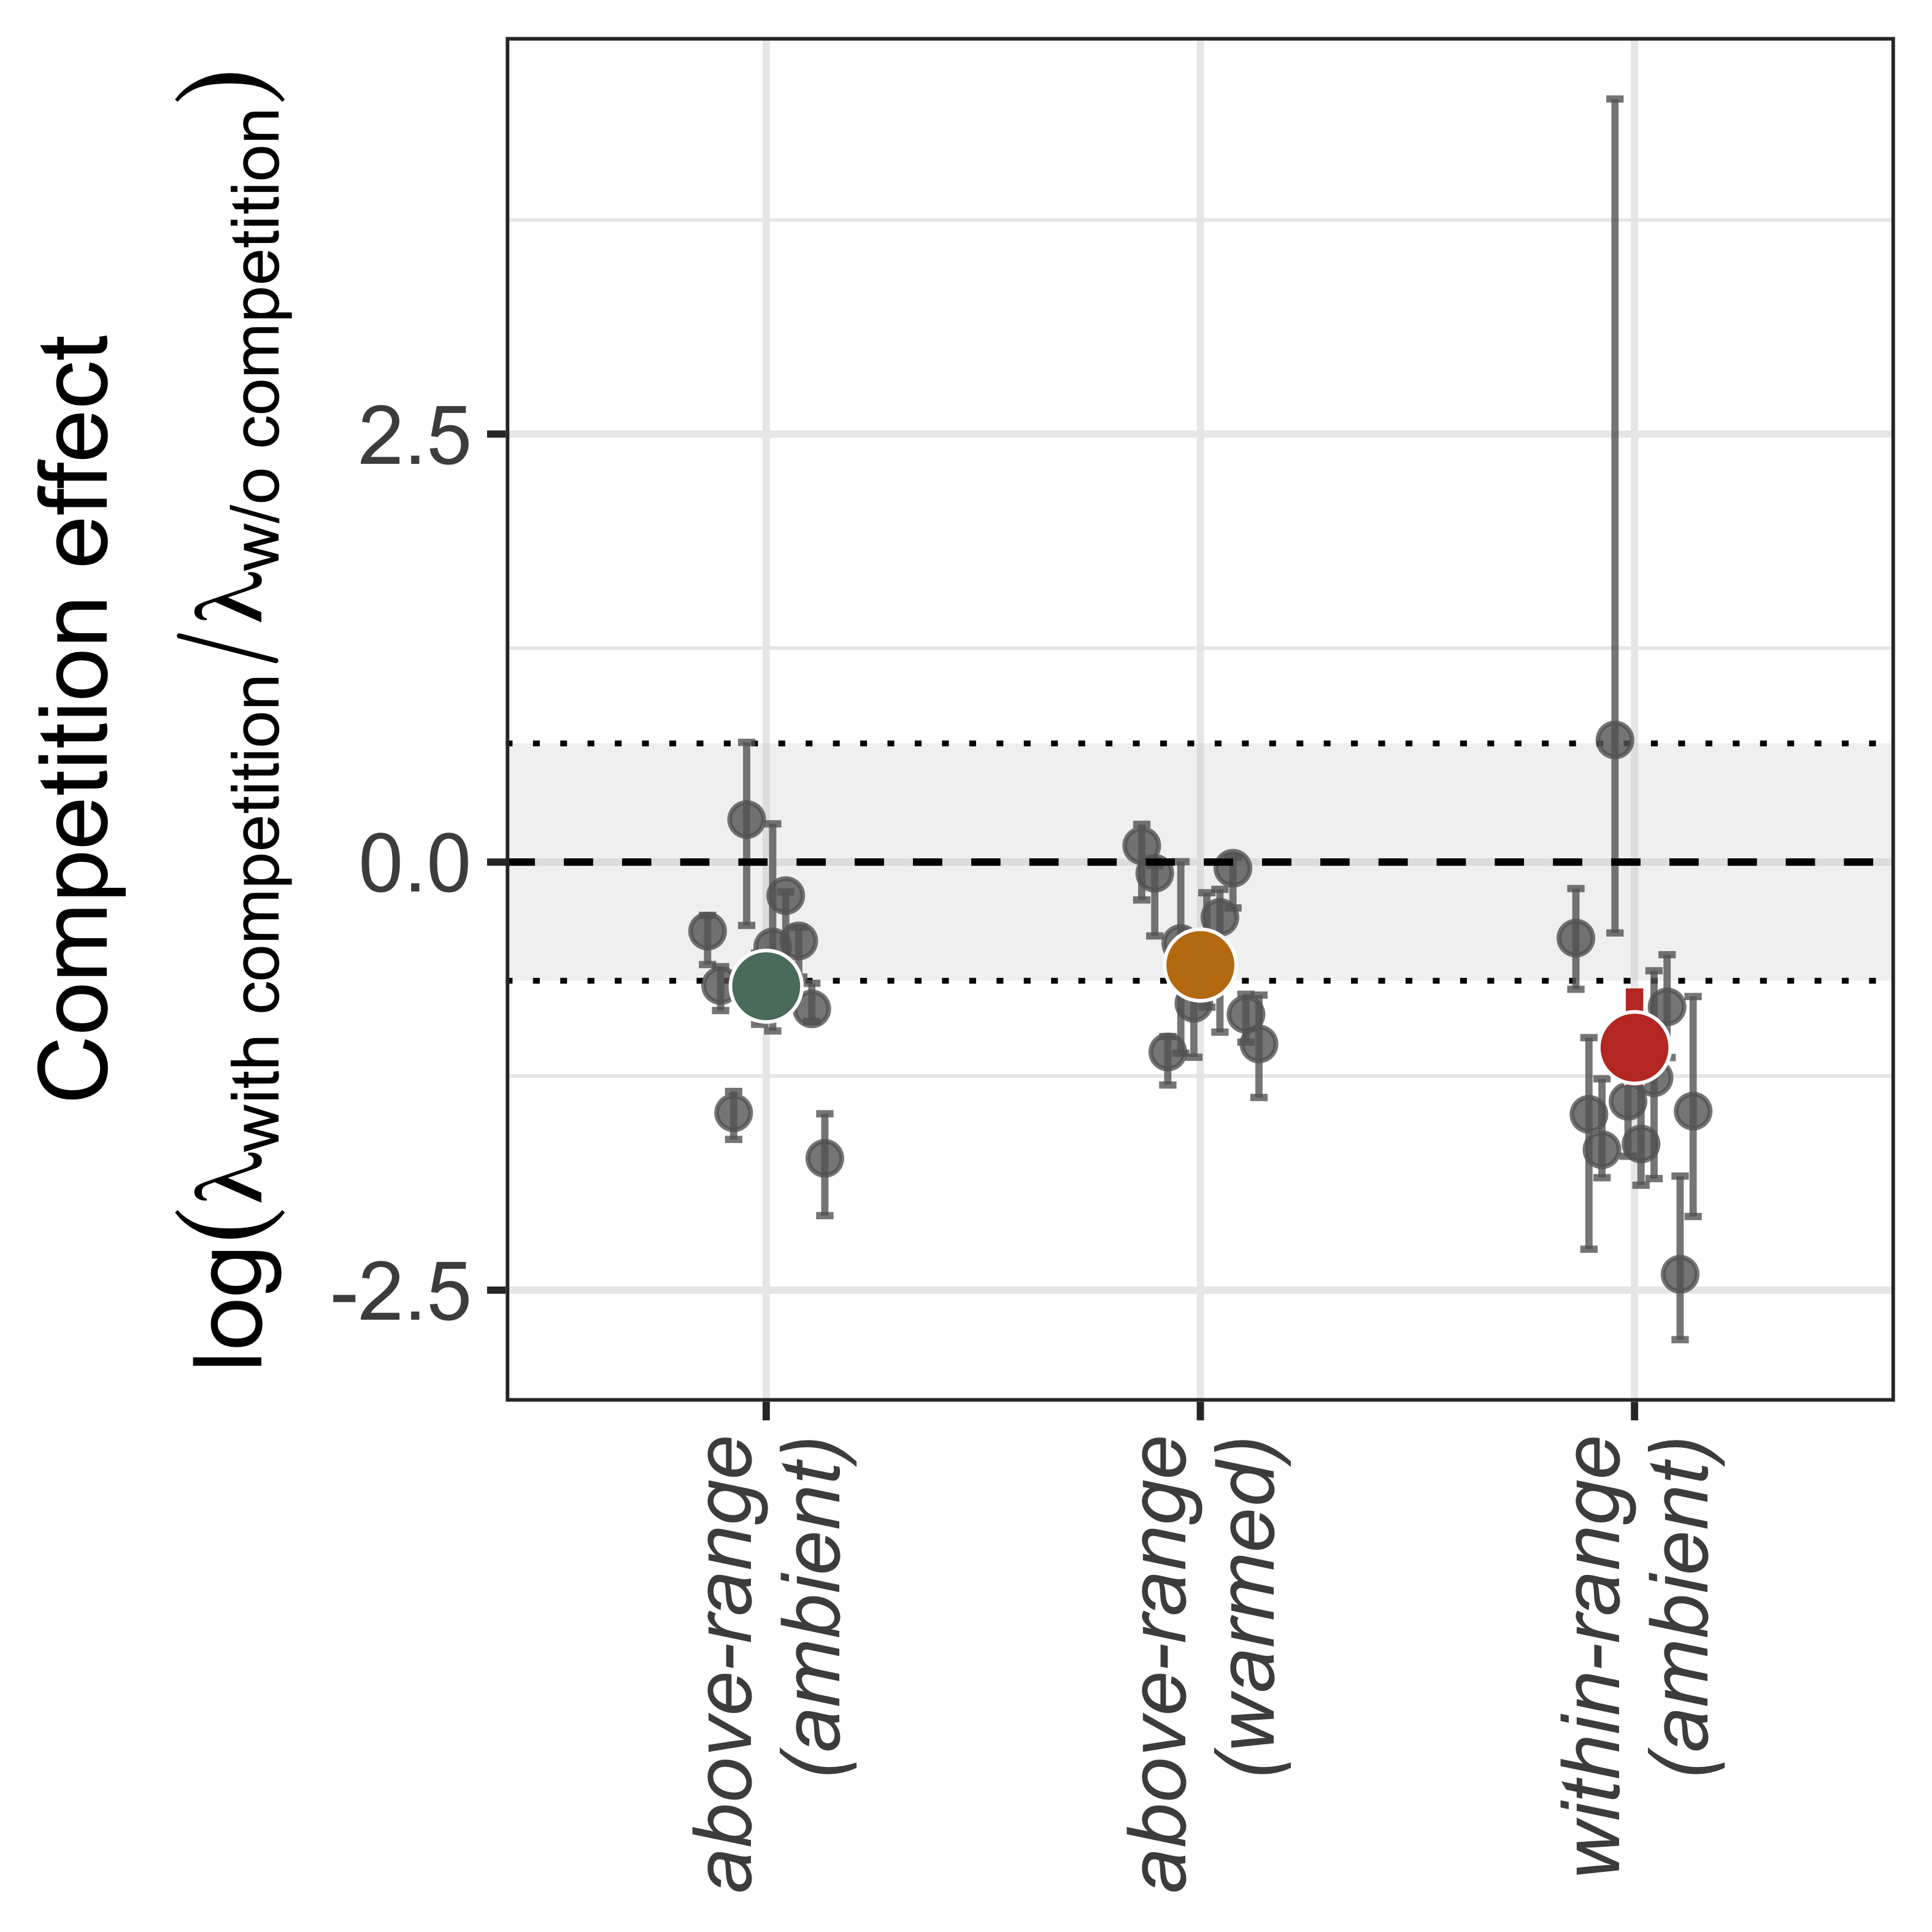 Competition effect
log(λwith competition / λw/o competition)
2.5
0.0
-2.5
above-range
(ambient)
above-range
(warmed)
within-range
(ambient)